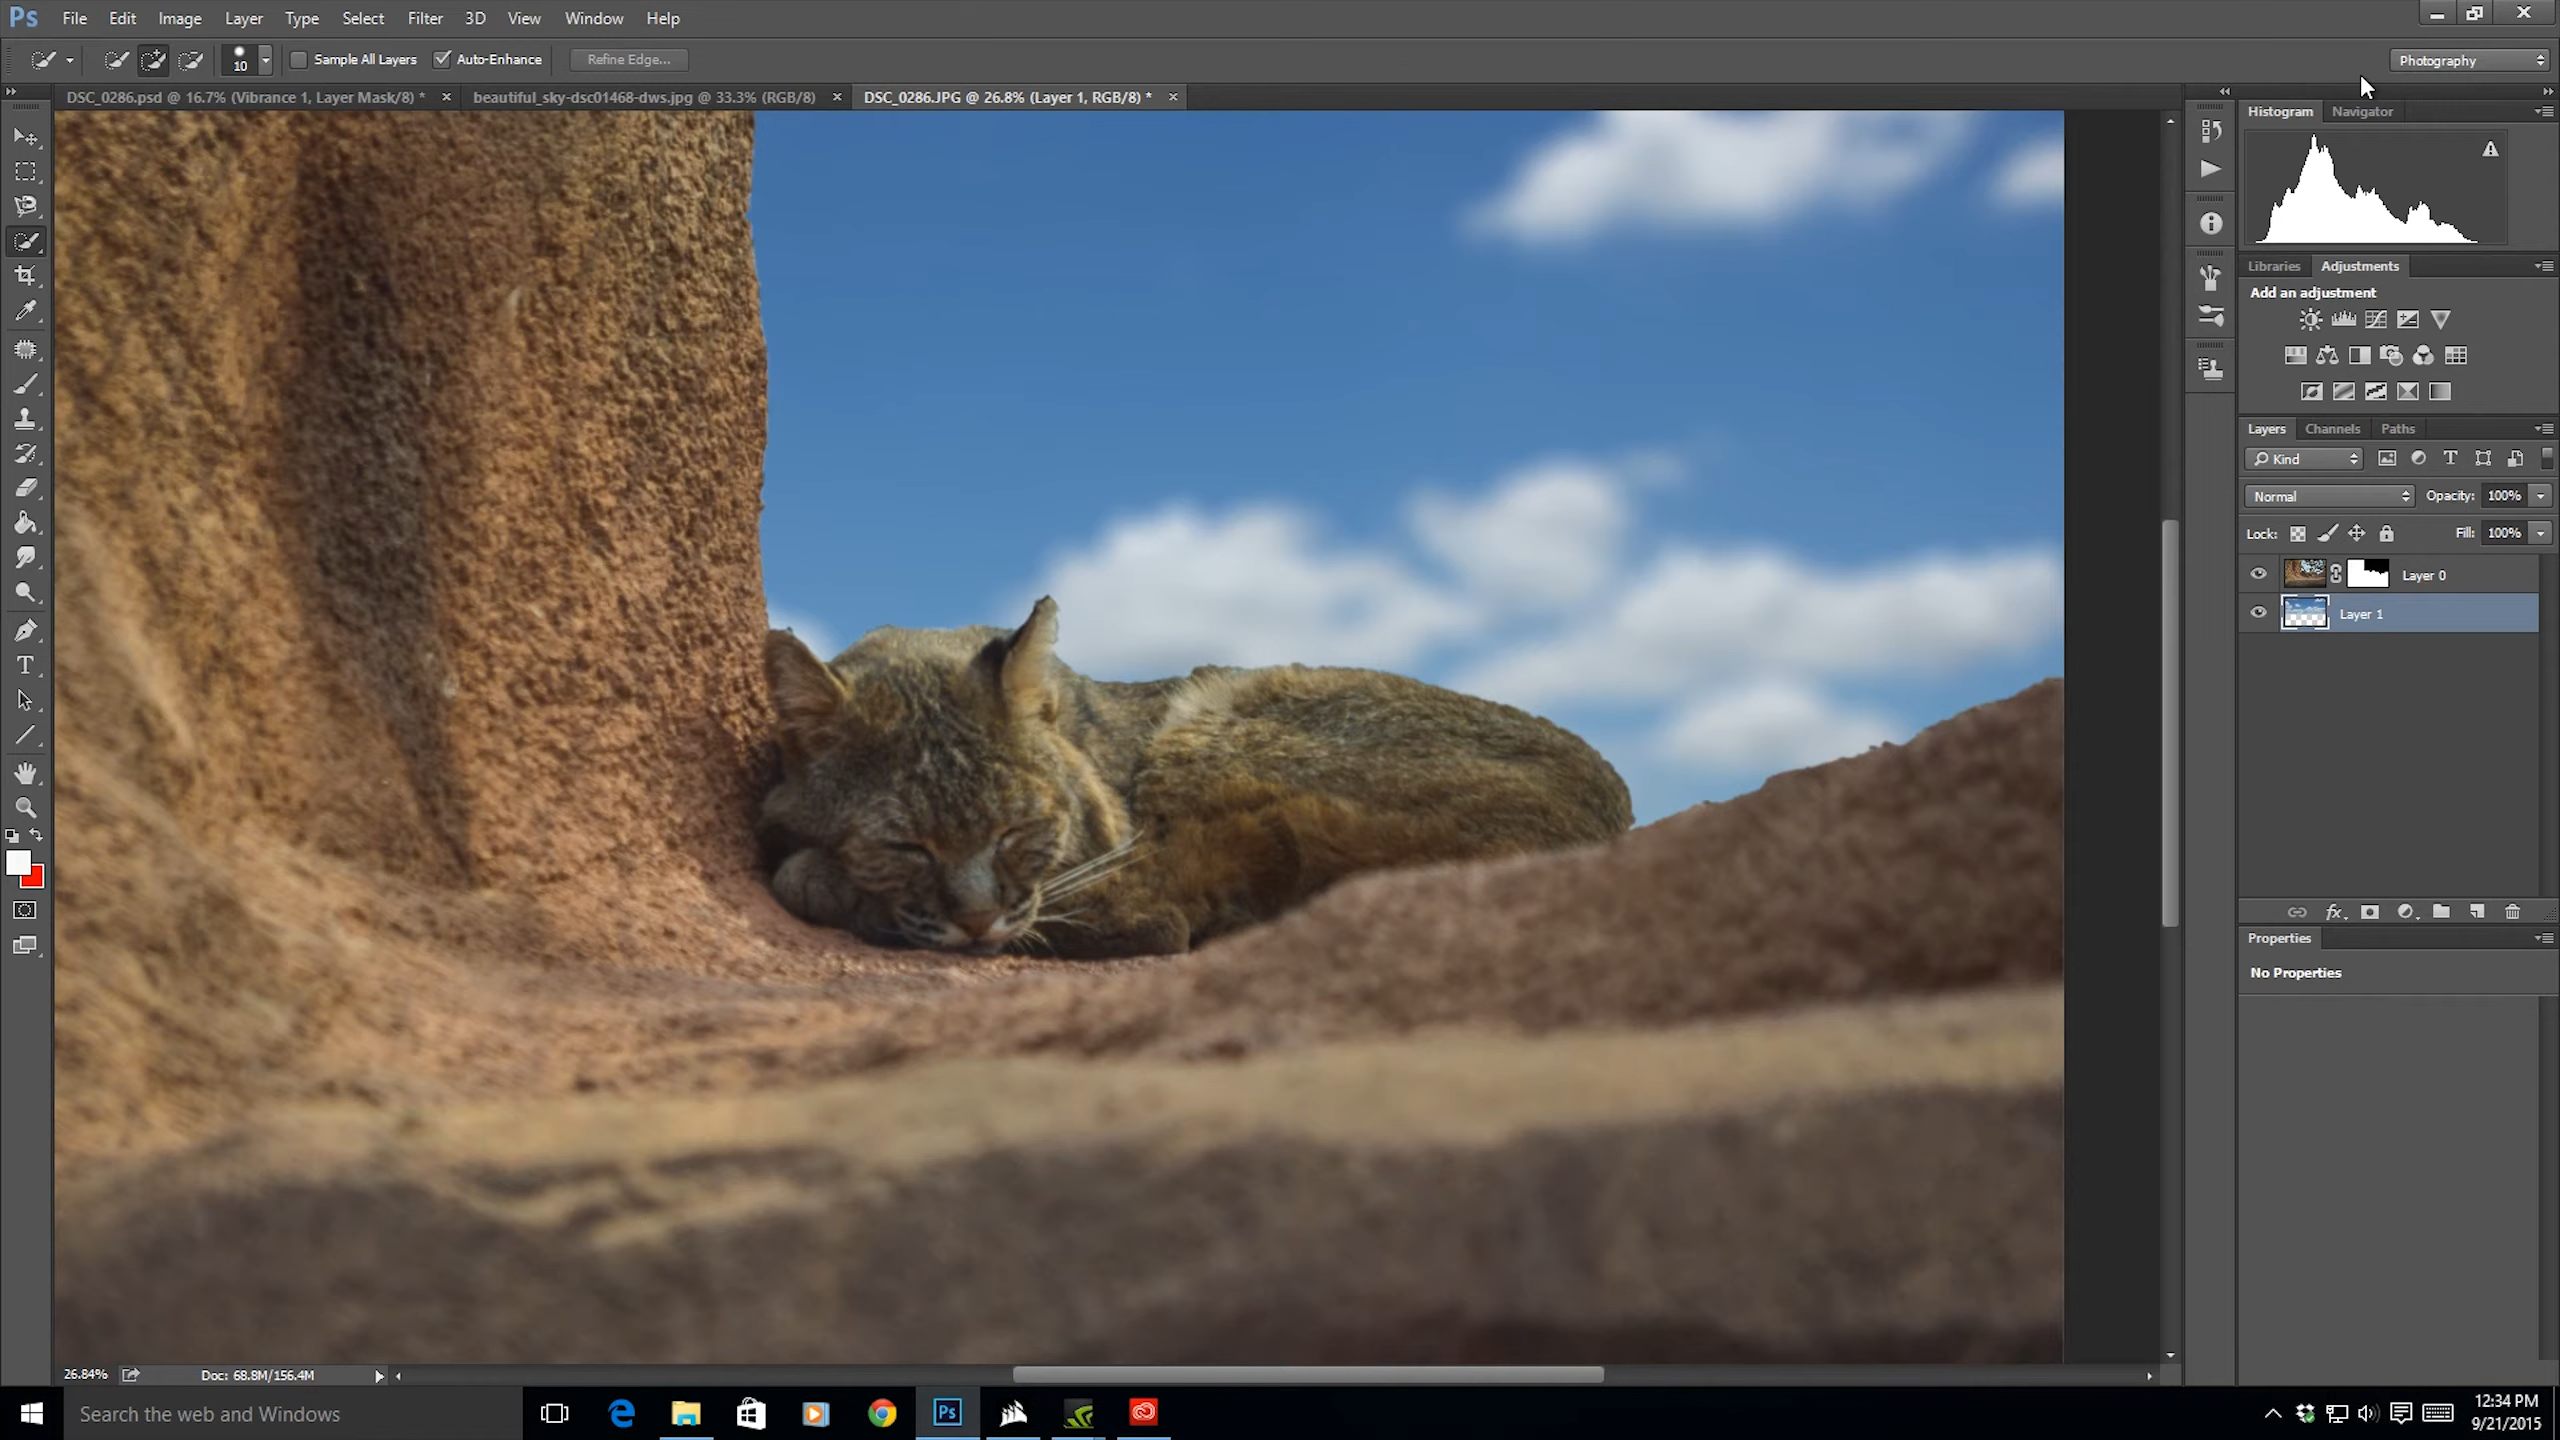 Ps File Edit Image Layer Type Select Filter 3D View Window Help
10 Sample All Layers Auto-Enhance Refine Edge... Photography
DSC_0286.psd @ 16.7% (Vibrance 1, Layer Mask/8) * × beautiful_sky-dsc01468-dws.jpg @ 33.3% (RGB/8) × DSC_0286.JPG @ 26.8% (Layer 1, RGB/8) * ×
Histogram Navigator
Libraries Adjustments
Add an adjustment
Layers Channels Paths
Kind
Normal Opacity: 100%
Lock: Fill: 100%
Layer 0
Layer 1
fx
Properties
No Properties
26.84% Doc: 68.8M/156.4M
Search the web and Windows
Ps
12:34 PM
9/21/2015